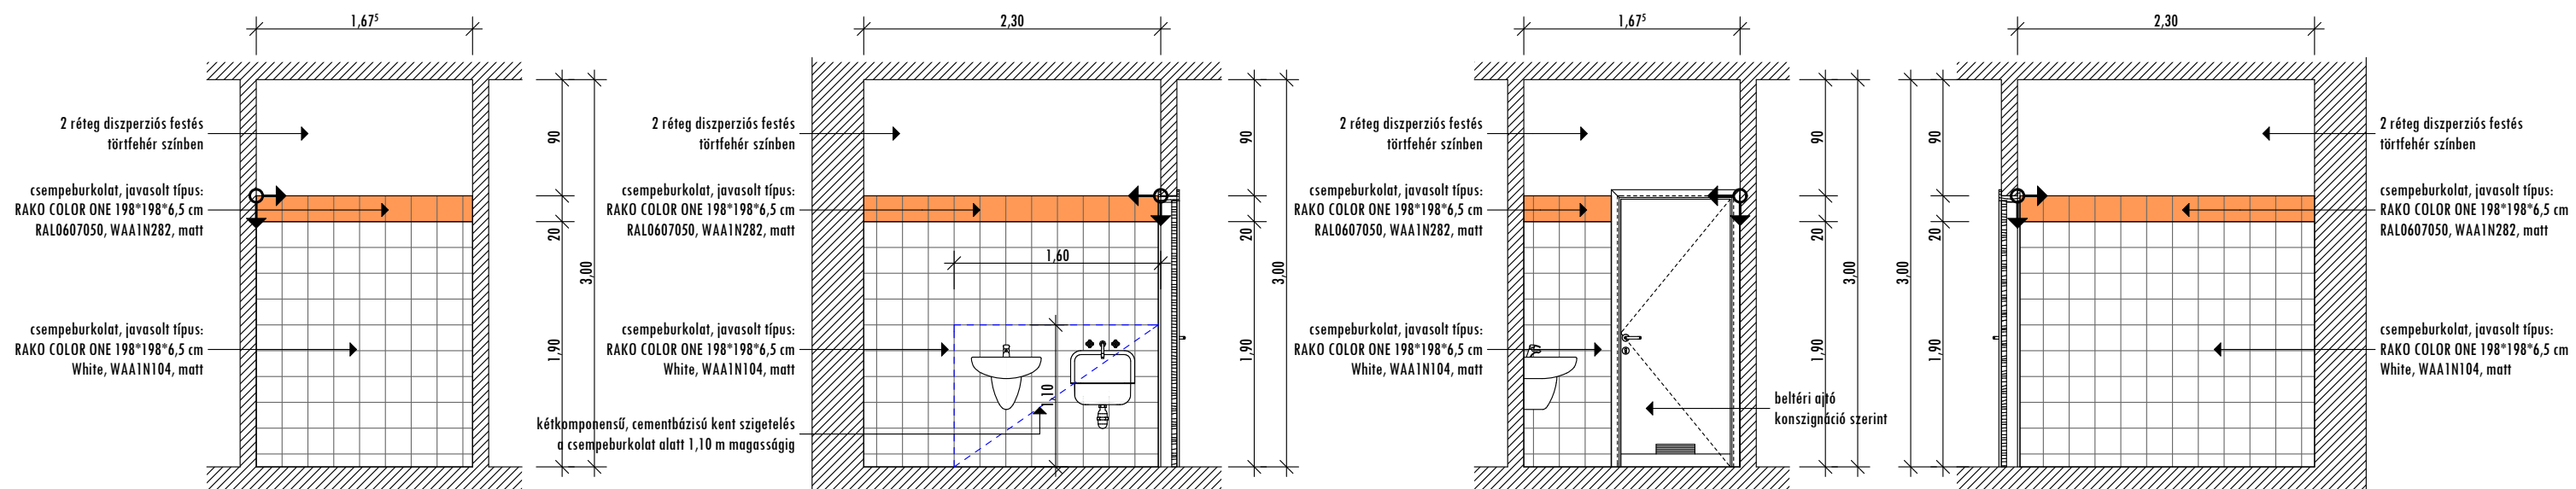 1,67⁵
2 réteg diszperziós festés
törtfehér színben
csempeburkolat, javasolt típus:
RAKO COLOR ONE 198*198*6,5 cm
RAL0607050, WAA1N282, matt
csempeburkolat, javasolt típus:
RAKO COLOR ONE 198*198*6,5 cm
White, WAA1N104, matt
90
20
1,90
3,00
2,30
2 réteg diszperziós festés
törtfehér színben
csempeburkolat, javasolt típus:
RAKO COLOR ONE 198*198*6,5 cm
RAL0607050, WAA1N282, matt
csempeburkolat, javasolt típus:
RAKO COLOR ONE 198*198*6,5 cm
White, WAA1N104, matt
kétkomponensű, cementbázisú kent szigetelés
a csempeburkolat alatt 1,10 m magasságig
1,60
1,10
90
20
1,90
3,00
1,67⁵
2 réteg diszperziós festés
törtfehér színben
csempeburkolat, javasolt típus:
RAKO COLOR ONE 198*198*6,5 cm
RAL0607050, WAA1N282, matt
csempeburkolat, javasolt típus:
RAKO COLOR ONE 198*198*6,5 cm
White, WAA1N104, matt
beltéri ajtó
konszignáció szerint
90
20
1,90
3,00
2,30
3,00
90
20
1,90
2 réteg diszperziós festés
törtfehér színben
csempeburkolat, javasolt típus:
RAKO COLOR ONE 198*198*6,5 cm
RAL0607050, WAA1N282, matt
csempeburkolat, javasolt típus:
RAKO COLOR ONE 198*198*6,5 cm
White, WAA1N104, matt